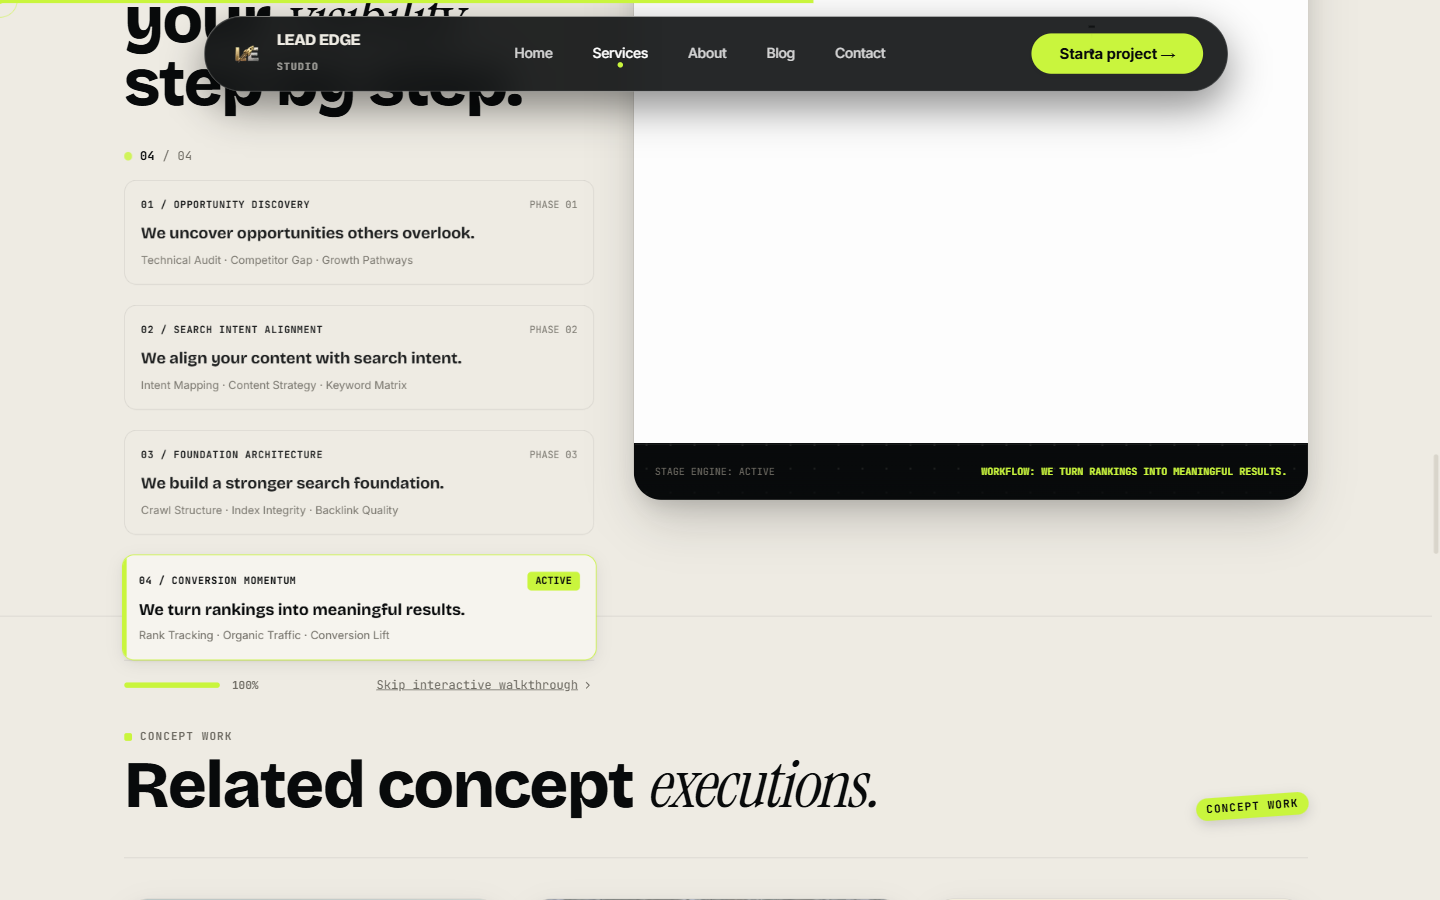 your visibility
step by step.
LEAD EDGE
STUDIO
Home
Services
About
Blog
Contact
Start a project →
04 / 04
01 / OPPORTUNITY DISCOVERY
PHASE 01
We uncover opportunities others overlook.
Technical Audit · Competitor Gap · Growth Pathways
02 / SEARCH INTENT ALIGNMENT
PHASE 02
We align your content with search intent.
Intent Mapping · Content Strategy · Keyword Matrix
03 / FOUNDATION ARCHITECTURE
PHASE 03
We build a stronger search foundation.
Crawl Structure · Index Integrity · Backlink Quality
04 / CONVERSION MOMENTUM
ACTIVE
We turn rankings into meaningful results.
Rank Tracking · Organic Traffic · Conversion Lift
100%
Skip interactive walkthrough ›
STAGE ENGINE: ACTIVE
WORKFLOW: WE TURN RANKINGS INTO MEANINGFUL RESULTS.
CONCEPT WORK
Related concept executions.
CONCEPT WORK